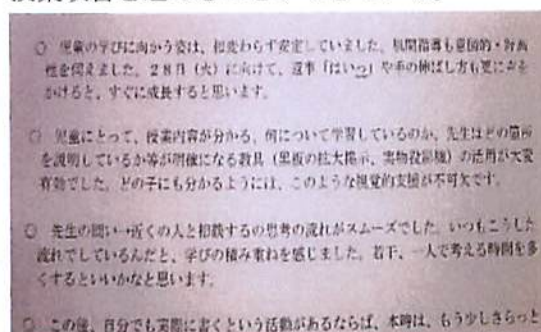 ○ 児童の学びに向かう姿は、相変わらず安定していました。机間指導も意図的・計画
性を伺えました。28日（火）に向けて、返事「はいっ」や手の伸ばし方も更に声を
かけると、すぐに成長すると思います。
○ 児童にとって、授業内容が分かる、何について学習しているのか、先生はどの箇所
を説明しているか等が明確になる教具（黒板の拡大掲示、実物投影機）の活用が大変
有効でした。どの子にも分かるようには、このような視覚的支援が不可欠です。
○ 先生の問い→近くの人と相談するの思考の流れがスムーズでした。いつもこうした
流れでしているんだと、学びの積み重ねを感じました。若干、一人で考える時間を多
くするといいかなと思います。
○ この後、自分でも実際に書くという活動があるならば、本時は、もう少しさらっと